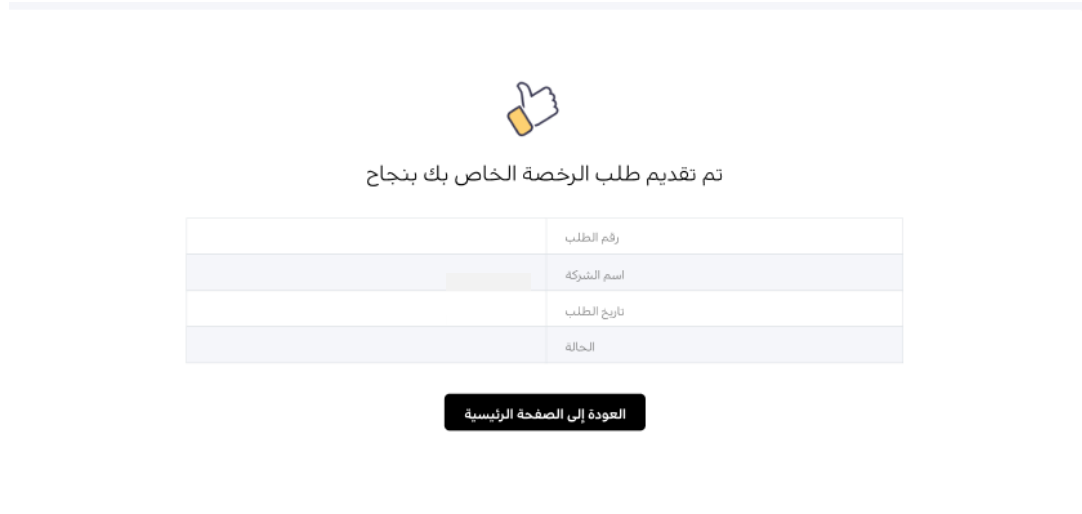 تم تقديم طلب الرخصة الخاص بك بنجاح
رقم الطلب
اسم الشركة
تاريخ الطلب
الحالة
العودة إلى الصفحة الرئيسية